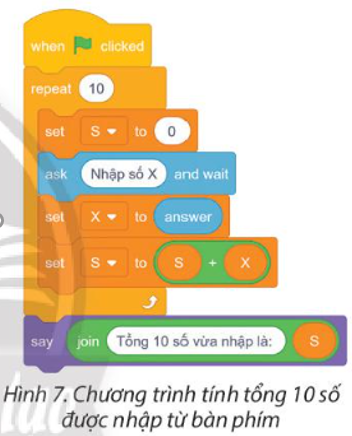 when clicked
repeat 10
set S to 0
ask Nhập số X and wait
set X to answer
set S to S + X
say join Tổng 10 số vừa nhập là: S
Hình 7. Chương trình tính tổng 10 số
được nhập từ bàn phím